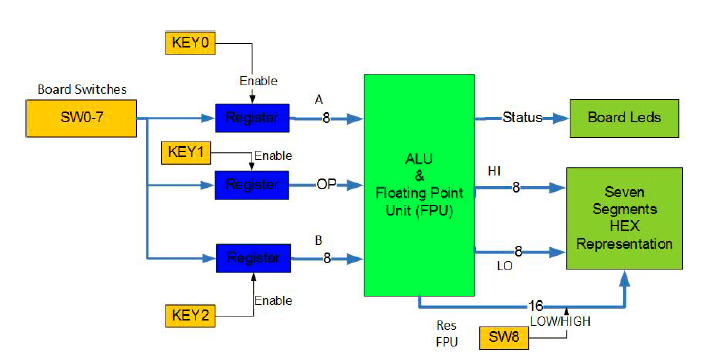 KEY0
Enable
Board Switches
SW0-7
Register
A
8
Status
Board Leds
KEY1
Enable
Register
OP
ALU
&
Floating Point
Unit (FPU)
HI
8
Seven
Segments
HEX
Representation
Register
B
8
8
LO
KEY2
Enable
16
LOW/HIGH
Res
FPU
SW8